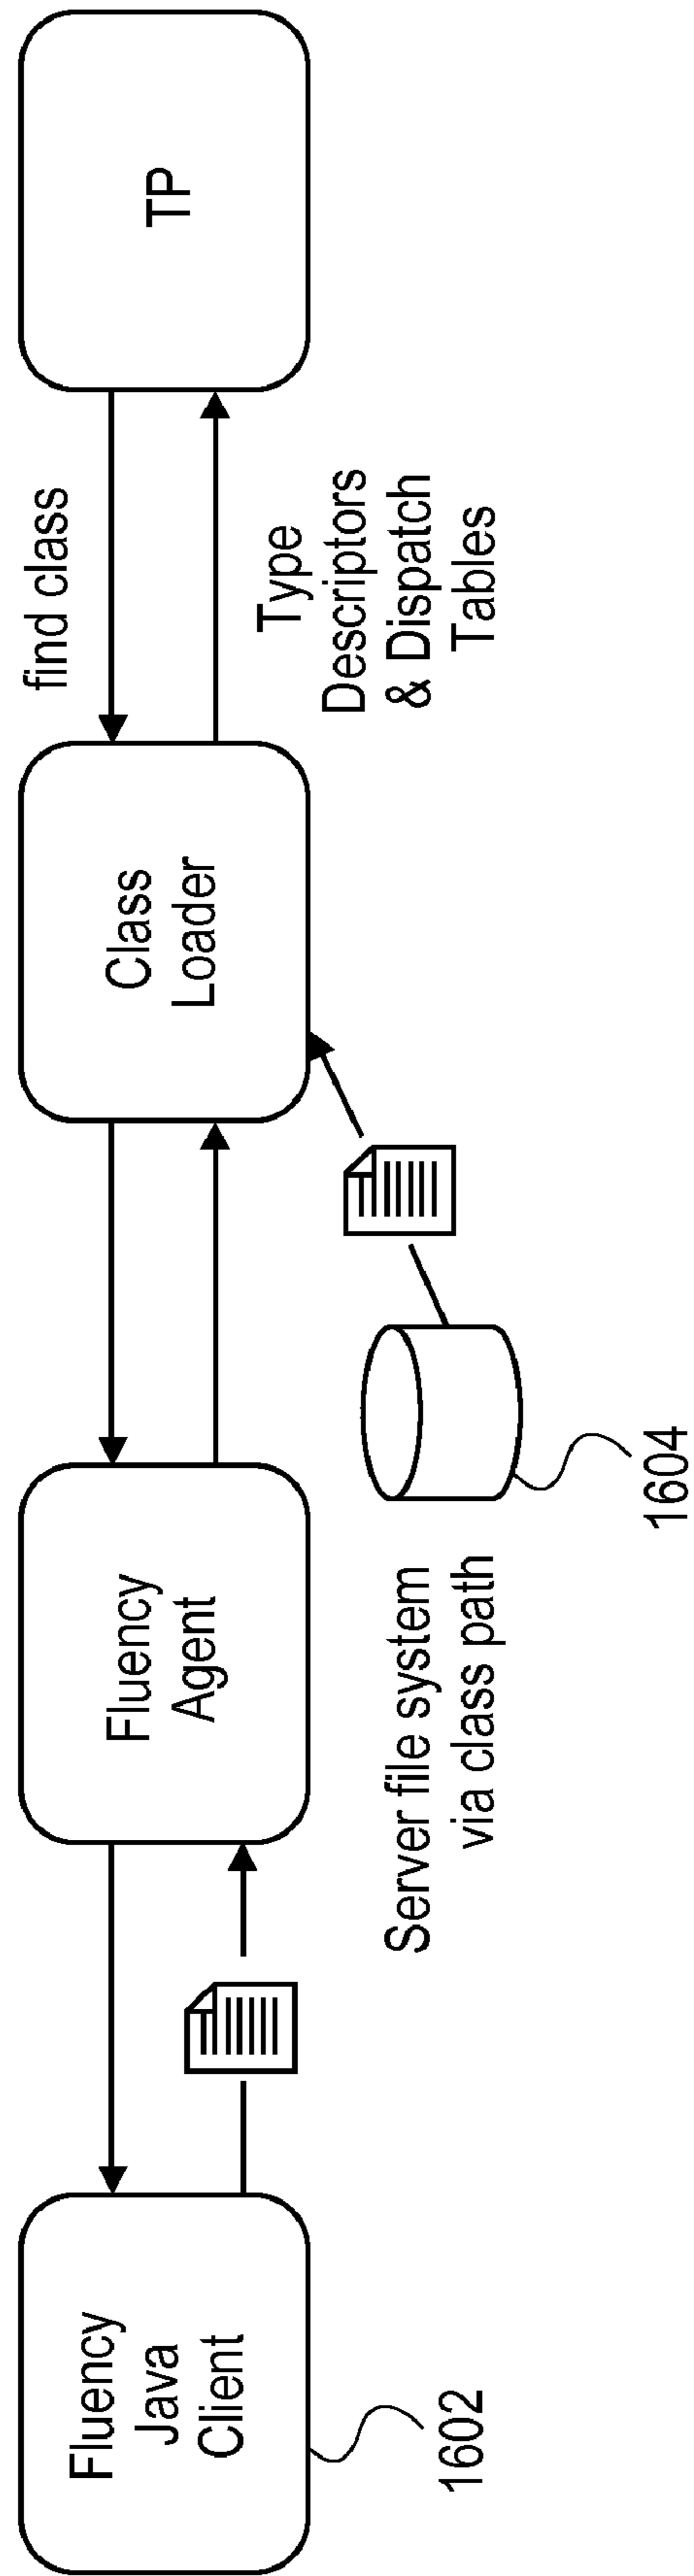 Fluency
Java
Client
1602
Fluency
Agent
Server file system
via class path
1604
Class
Loader
find class
Type
Descriptors
& Dispatch
Tables
TP